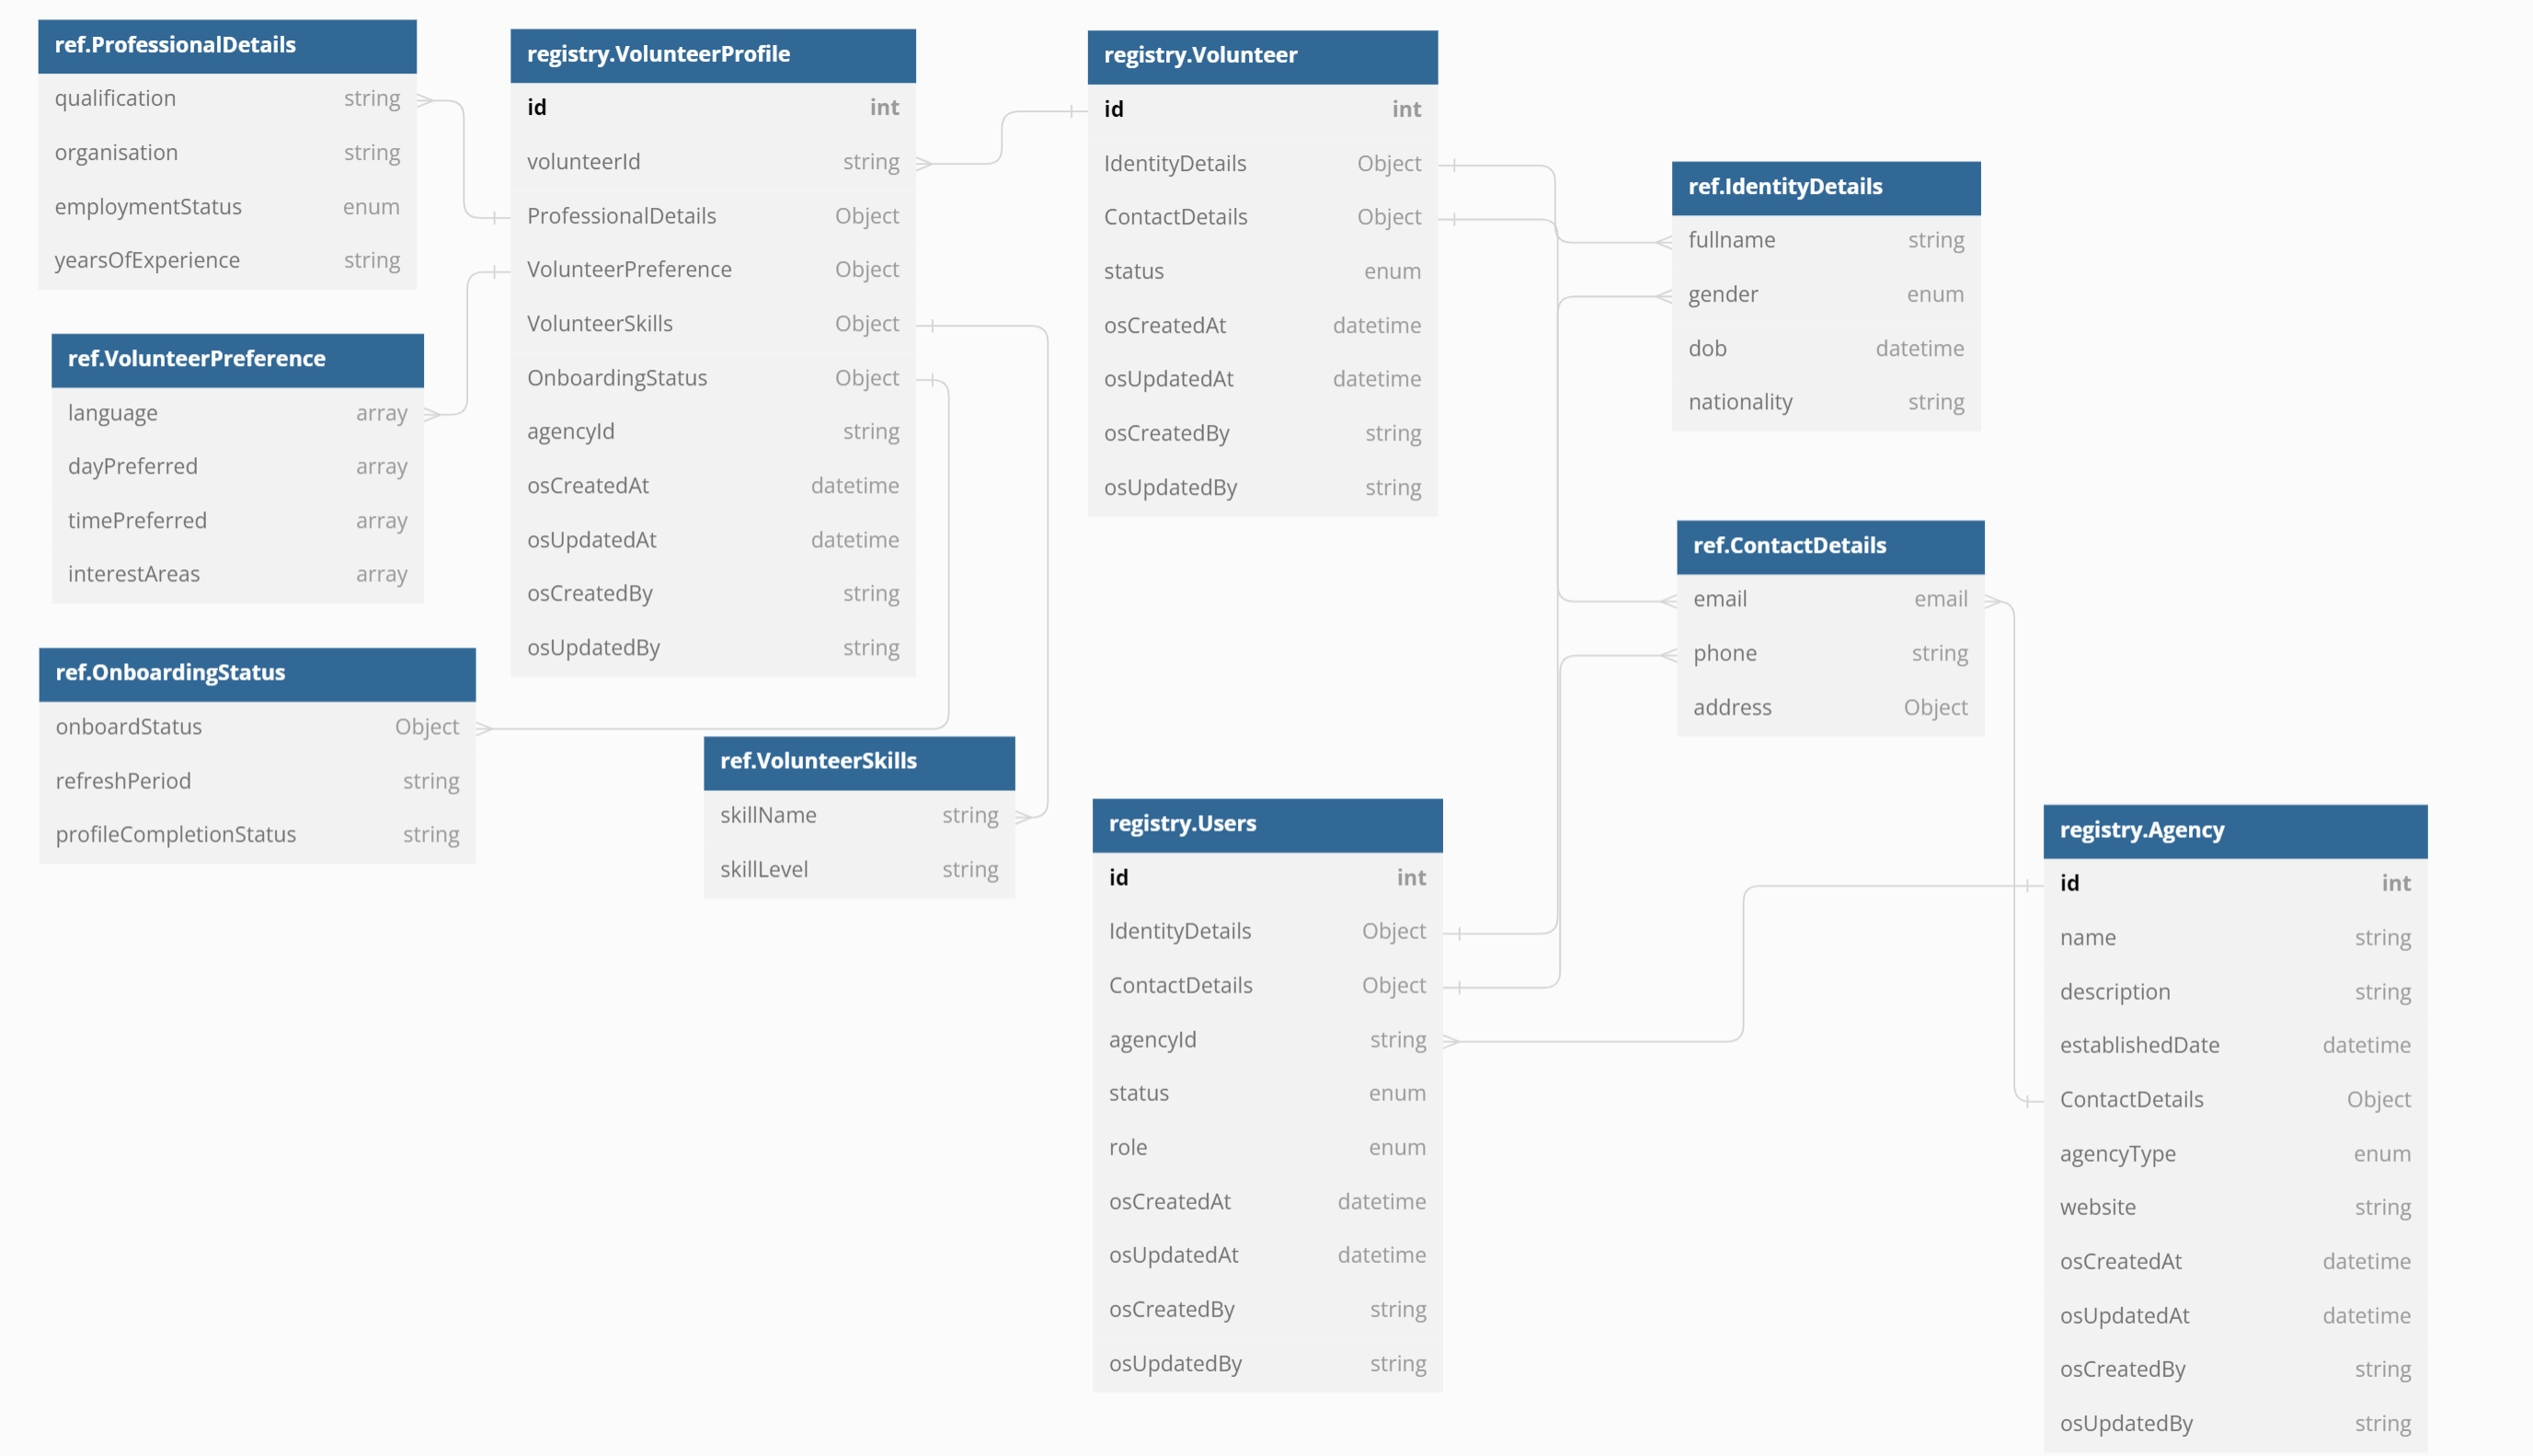 ref.ProfessionalDetails
qualification string
organisation string
employmentStatus enum
yearsOfExperience string
ref.VolunteerPreference
language array
dayPreferred array
timePreferred array
interestAreas array
ref.OnboardingStatus
onboardStatus Object
refreshPeriod string
profileCompletionStatus string
registry.VolunteerProfile
id int
volunteerId string
ProfessionalDetails Object
VolunteerPreference Object
VolunteerSkills Object
OnboardingStatus Object
agencyId string
osCreatedAt datetime
osUpdatedAt datetime
osCreatedBy string
osUpdatedBy string
ref.VolunteerSkills
skillName string
skillLevel string
registry.Volunteer
id int
IdentityDetails Object
ContactDetails Object
status enum
osCreatedAt datetime
osUpdatedAt datetime
osCreatedBy string
osUpdatedBy string
registry.Users
id int
IdentityDetails Object
ContactDetails Object
agencyId string
status enum
role enum
osCreatedAt datetime
osUpdatedAt datetime
osCreatedBy string
osUpdatedBy string
ref.IdentityDetails
fullname string
gender enum
dob datetime
nationality string
ref.ContactDetails
email email
phone string
address Object
registry.Agency
id int
name string
description string
establishedDate datetime
ContactDetails Object
agencyType enum
website string
osCreatedAt datetime
osUpdatedAt datetime
osCreatedBy string
osUpdatedBy string